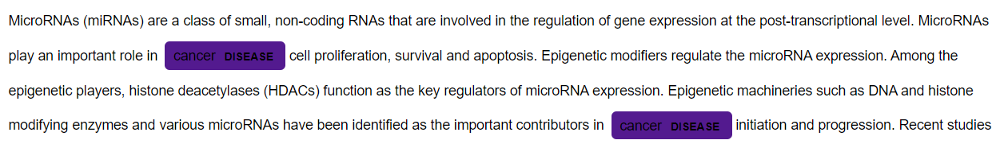 MicroRNAs (miRNAs) are a class of small, non-coding RNAs that are involved in the regulation of gene expression at the post-transcriptional level. MicroRNAs
play an important role in cancer DISEASE cell proliferation, survival and apoptosis. Epigenetic modifiers regulate the microRNA expression. Among the
epigenetic players, histone deacetylases (HDACs) function as the key regulators of microRNA expression. Epigenetic machineries such as DNA and histone
modifying enzymes and various microRNAs have been identified as the important contributors in cancer DISEASE initiation and progression. Recent studies